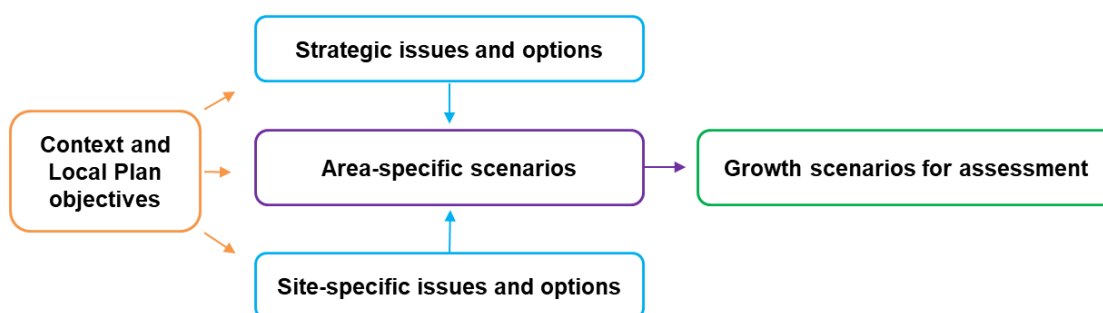 Strategic issues and options
Context and
Local Plan
objectives
Area-specific scenarios
Growth scenarios for assessment
Site-specific issues and options